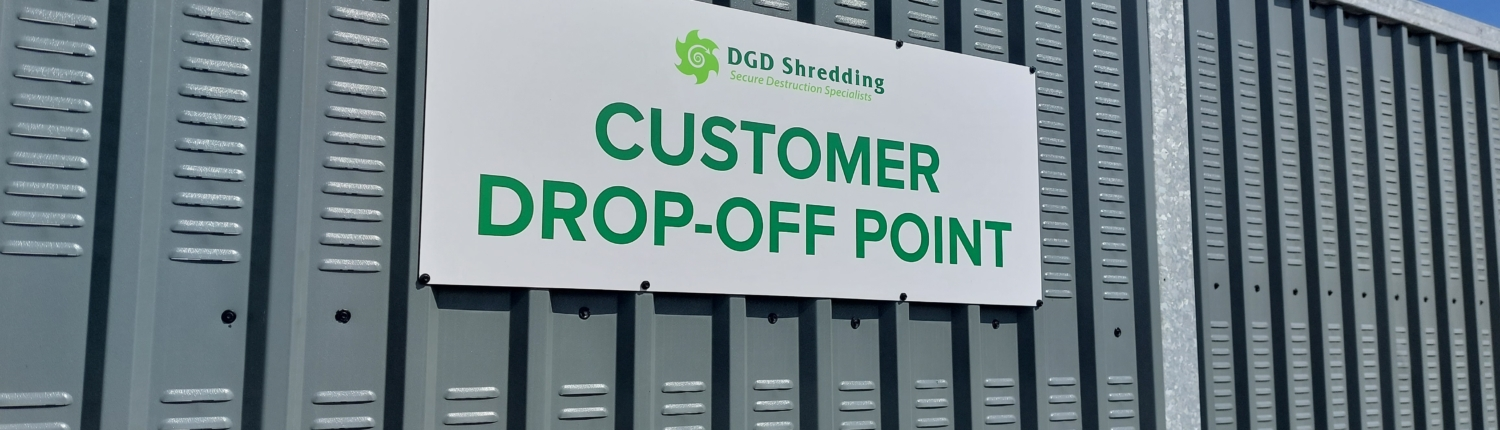 DGD Shredding
Secure Destruction Specialists
CUSTOMER
DROP-OFF POINT